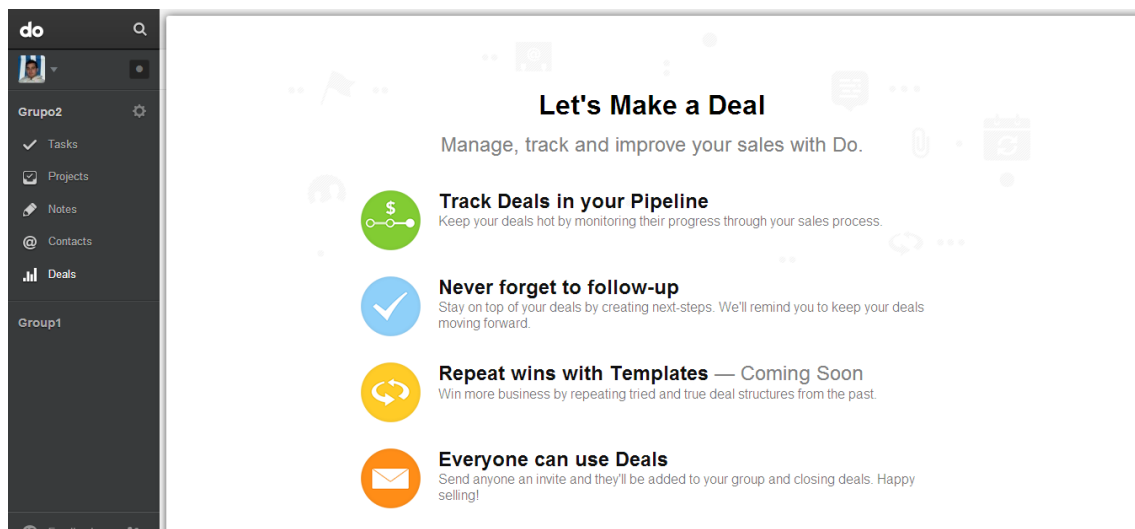 do
Grupo2
Tasks
Projects
Notes
Contacts
Deals
Group1
Let's Make a Deal
Manage, track and improve your sales with Do.
$
Track Deals in your Pipeline
Keep your deals hot by monitoring their progress through your sales process.
Never forget to follow-up
Stay on top of your deals by creating next-steps. We'll remind you to keep your deals
moving forward.
Repeat wins with Templates — Coming Soon
Win more business by repeating tried and true deal structures from the past.
Everyone can use Deals
Send anyone an invite and they'll be added to your group and closing deals. Happy
selling!